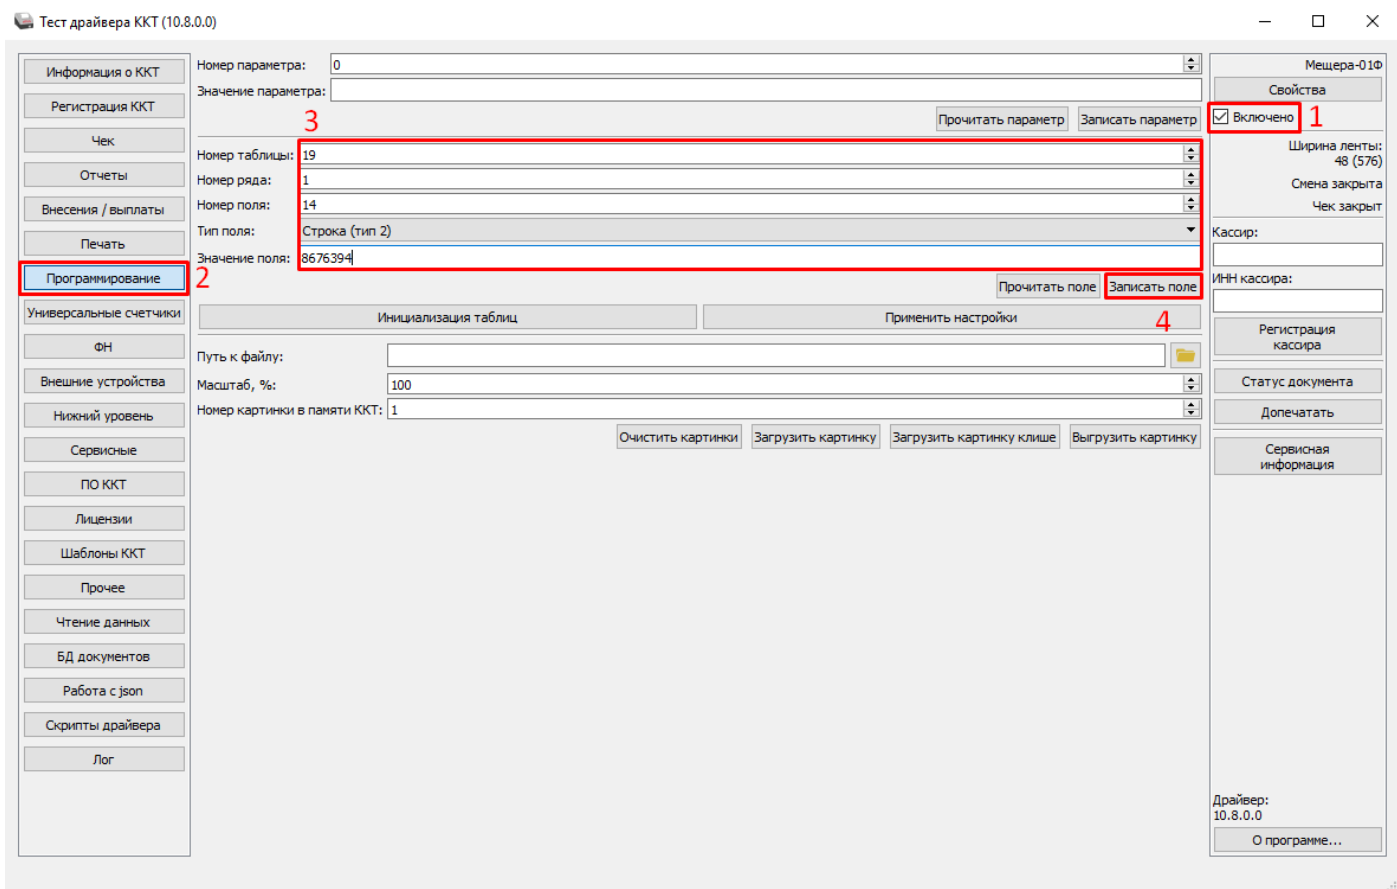 Тест драйвера ККТ (10.8.0.0)
Информация о ККТ
Регистрация ККТ
Чек
Отчеты
Внесения / выплаты
Печать
Программирование
2
Универсальные счетчики
ФН
Внешние устройства
Нижний уровень
Сервисные
ПО ККТ
Лицензии
Шаблоны ККТ
Прочее
Чтение данных
БД документов
Работа с json
Скрипты драйвера
Лог
Номер параметра: 0
Значение параметра:
Прочитать параметр Записать параметр
3
Номер таблицы: 19
Номер ряда: 1
Номер поля: 14
Тип поля: Строка (тип 2)
Значение поля: 8676394
Прочитать поле Записать поле
4
Инициализация таблиц Применить настройки
Путь к файлу:
Масштаб, %: 100
Номер картинки в памяти ККТ: 1
Очистить картинки Загрузить картинку Загрузить картинку клише Выгрузить картинку
Мещера-01Ф
Свойства
Включено 1
Ширина ленты:
48 (576)
Смена закрыта
Чек закрыт
Кассир:
ИНН кассира:
Регистрация
кассира
Статус документа
Допечатать
Сервисная
информация
Драйвер:
10.8.0.0
О программе...